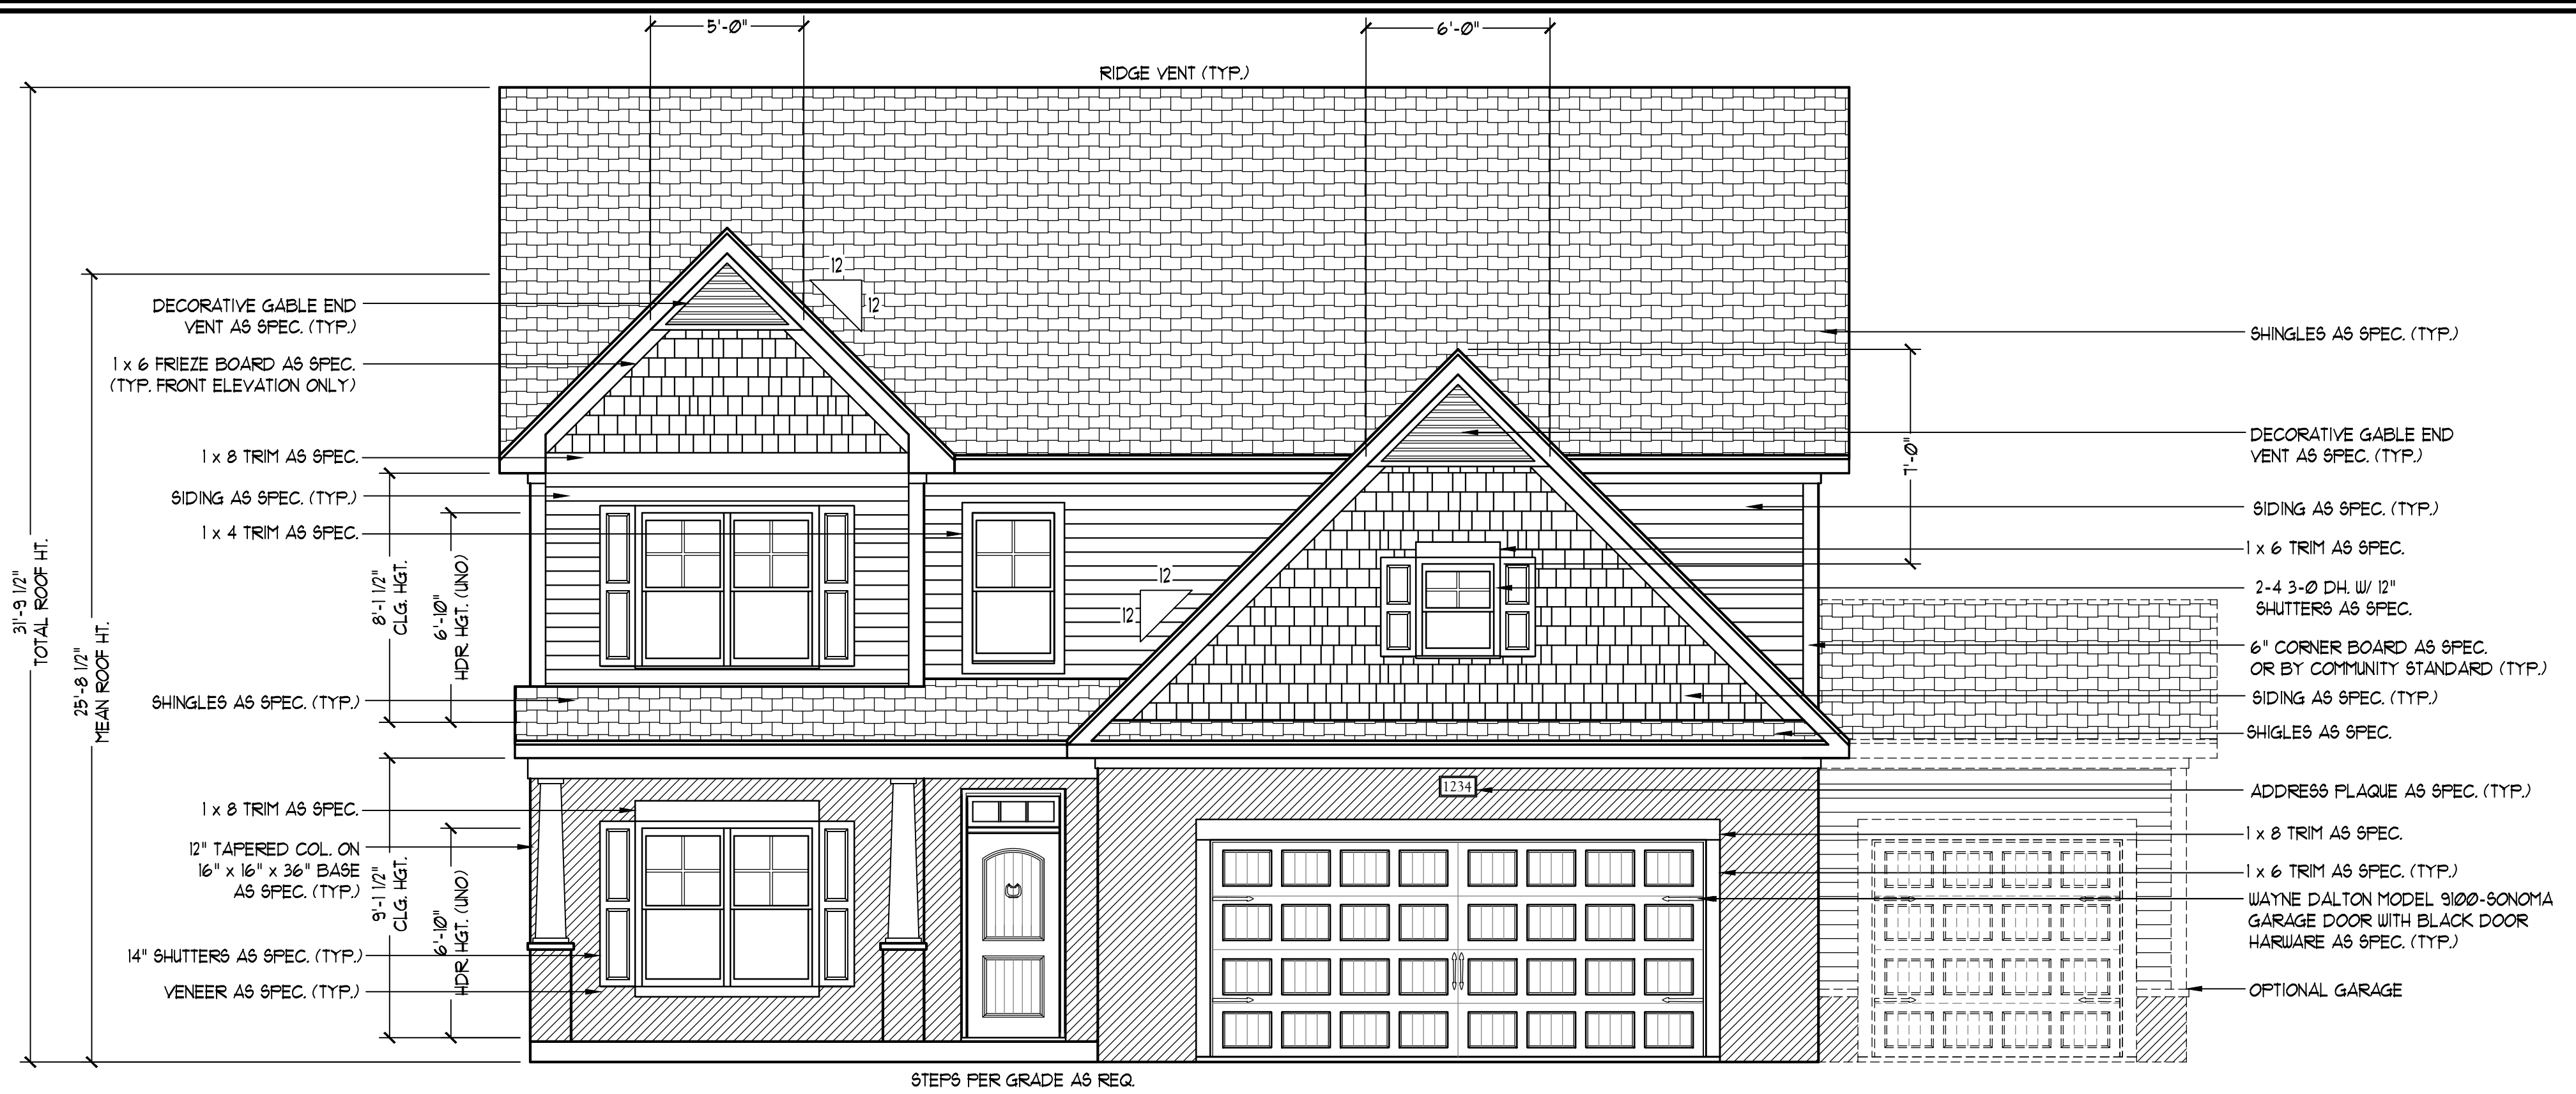 5'-0"
6'-0"
RIDGE VENT (TYP.)
31'-9 1/2"
TOTAL ROOF HT.
25'-8 1/2"
MEAN ROOF HT.
DECORATIVE GABLE END
VENT AS SPEC. (TYP.)
1 x 6 FRIEZE BOARD AS SPEC.
(TYP. FRONT ELEVATION ONLY)
1 x 8 TRIM AS SPEC.
SIDING AS SPEC. (TYP.)
1 x 4 TRIM AS SPEC.
8'-1 1/2"
CLG. HGT.
6'-10"
HDR. HGT. (UNO)
SHINGLES AS SPEC. (TYP.)
1 x 8 TRIM AS SPEC.
12" TAPERED COL. ON
16" x 16" x 36" BASE
AS SPEC. (TYP.)
9'-1 1/2"
CLG. HGT.
6'-10"
HDR. HGT. (UNO)
14" SHUTTERS AS SPEC. (TYP.)
VENEER AS SPEC. (TYP.)
12
12
12
12
1234
STEPS PER GRADE AS REQ.
SHINGLES AS SPEC. (TYP.)
DECORATIVE GABLE END
VENT AS SPEC. (TYP.)
7'-0"
SIDING AS SPEC. (TYP.)
1 x 6 TRIM AS SPEC.
2-4 3-0 DH. W/ 12"
SHUTTERS AS SPEC.
6" CORNER BOARD AS SPEC.
OR BY COMMUNITY STANDARD (TYP.)
SIDING AS SPEC. (TYP.)
SHIGLES AS SPEC.
ADDRESS PLAQUE AS SPEC. (TYP.)
1 x 8 TRIM AS SPEC.
1 x 6 TRIM AS SPEC. (TYP.)
WAYNE DALTON MODEL 9100-SONOMA
GARAGE DOOR WITH BLACK DOOR
HARWARE AS SPEC. (TYP.)
OPTIONAL GARAGE